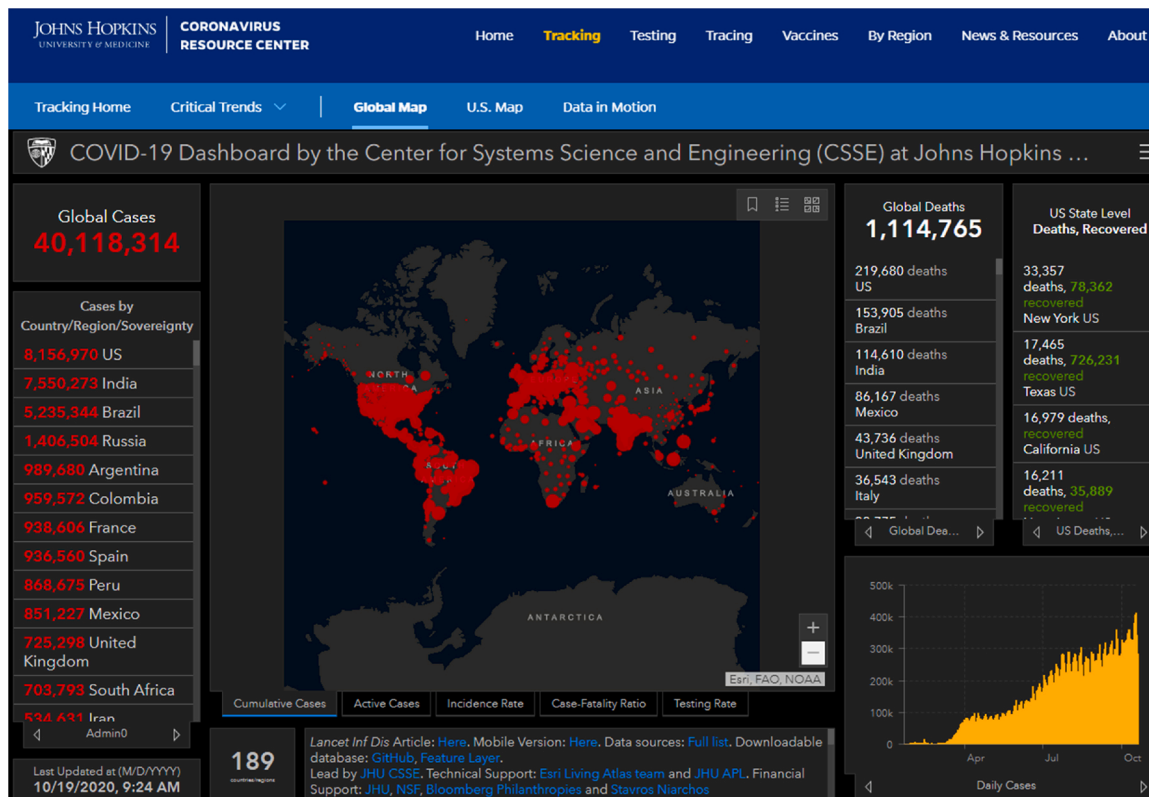 JOHNS HOPKINS
UNIVERSITY & MEDICINE
CORONAVIRUS
RESOURCE CENTER
Home
Tracking
Testing
Tracing
Vaccines
By Region
News & Resources
About
Tracking Home
Critical Trends
Global Map
U.S. Map
Data in Motion
COVID-19 Dashboard by the Center for Systems Science and Engineering (CSSE) at Johns Hopkins ...
Global Cases
40,118,314
Cases by
Country/Region/Sovereignty
8,156,970 US
7,550,273 India
5,235,344 Brazil
1,406,504 Russia
989,680 Argentina
959,572 Colombia
938,606 France
936,560 Spain
868,675 Peru
851,227 Mexico
725,298 United
Kingdom
703,793 South Africa
534,631 Iran
Admin0
Last Updated at (M/D/YYYY)
10/19/2020, 9:24 AM
NORTH
ASIA
AFRICA
AUSTRALIA
ANTARCTICA
+
−
Esri, FAO, NOAA
Cumulative Cases
Active Cases
Incidence Rate
Case-Fatality Ratio
Testing Rate
189
countries/regions
Lancet Inf Dis Article: Here. Mobile Version: Here. Data sources: Full list. Downloadable
database: GitHub, Feature Layer.
Lead by JHU CSSE. Technical Support: Esri Living Atlas team and JHU APL. Financial
Support: JHU, NSF, Bloomberg Philanthropies and Stavros Niarchos
Global Deaths
1,114,765
219,680 deaths
US
153,905 deaths
Brazil
114,610 deaths
India
86,167 deaths
Mexico
43,736 deaths
United Kingdom
36,543 deaths
Italy
Global Dea...
US State Level
Deaths, Recovered
33,357
deaths, 78,362
recovered
New York US
17,465
deaths, 726,231
recovered
Texas US
16,979 deaths,
recovered
California US
16,211
deaths, 35,889
recovered
US Deaths,...
500k
400k
300k
200k
100k
0
Apr
Jul
Oct
Daily Cases